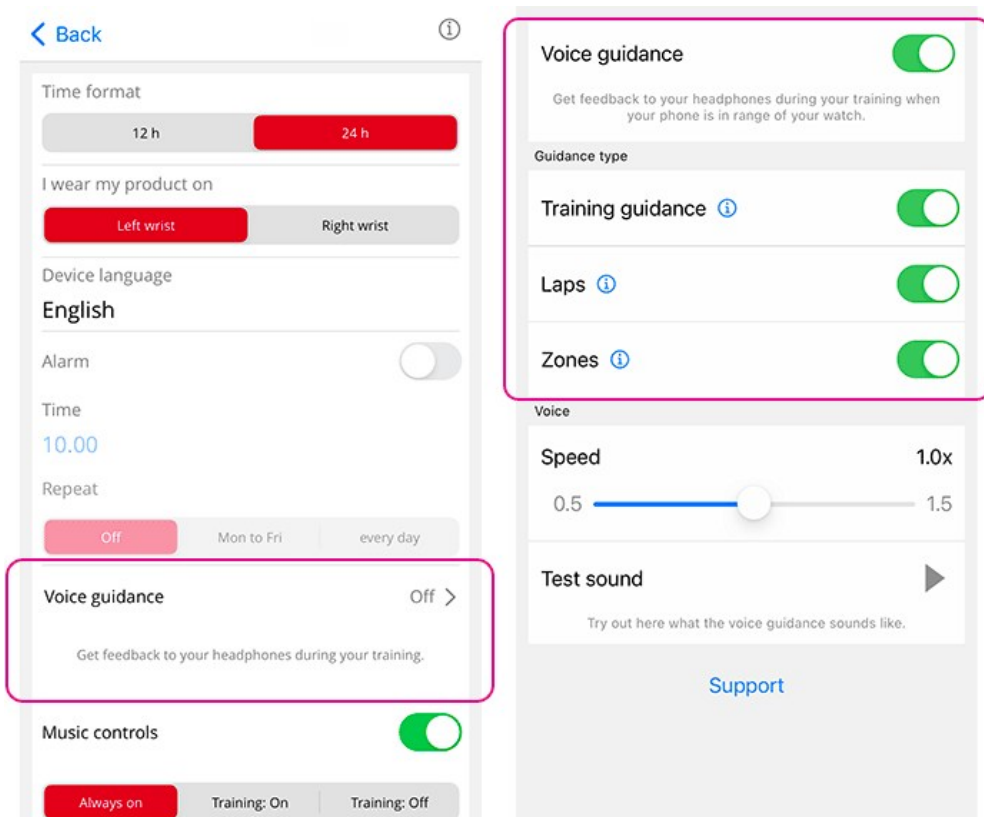 Back
Time format
12 h 24 h
I wear my product on
Left wrist Right wrist
Device language
English
Alarm
Time
10.00
Repeat
Off Mon to Fri every day
Voice guidance Off
Get feedback to your headphones during your training.
Music controls
Always on Training: On Training: Off
Voice guidance
Get feedback to your headphones during your training when
your phone is in range of your watch.
Guidance type
Training guidance
Laps
Zones
Voice
Speed 1.0x
0.5 1.5
Test sound
Try out here what the voice guidance sounds like.
Support